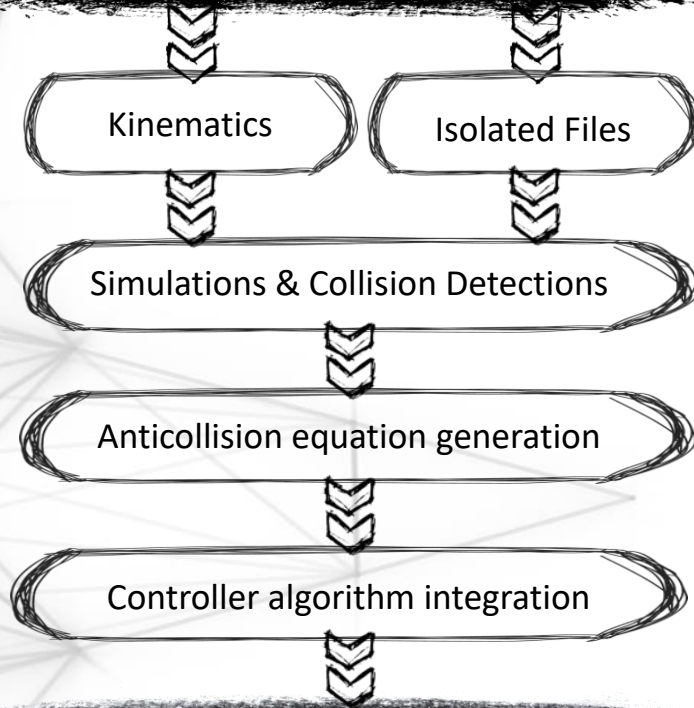 Kinematics
Isolated Files
Simulations & Collision Detections
Anticollision equation generation
Controller algorithm integration